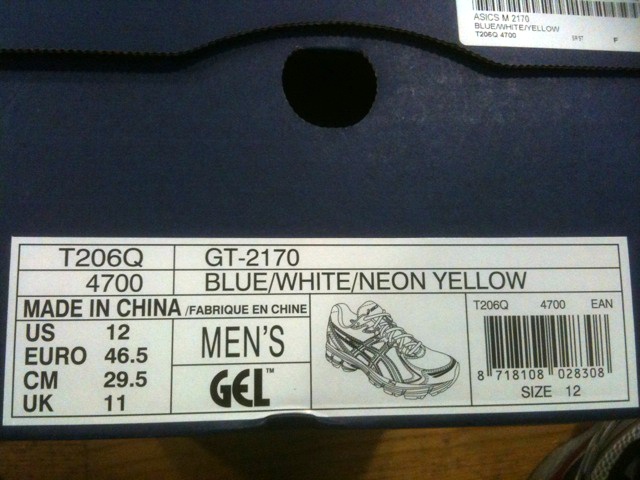 ASICS M 2170
BLUE/WHITE/YELLOW
T206Q 4700
F
T206Q GT-2170
4700 BLUE/WHITE/NEON YELLOW
MADE IN CHINA /FABRIQUE EN CHINE
US 12
EURO 46.5
CM 29.5
UK 11
MEN'S
GEL™
T206Q 4700 EAN
8 718108 028308
SIZE 12